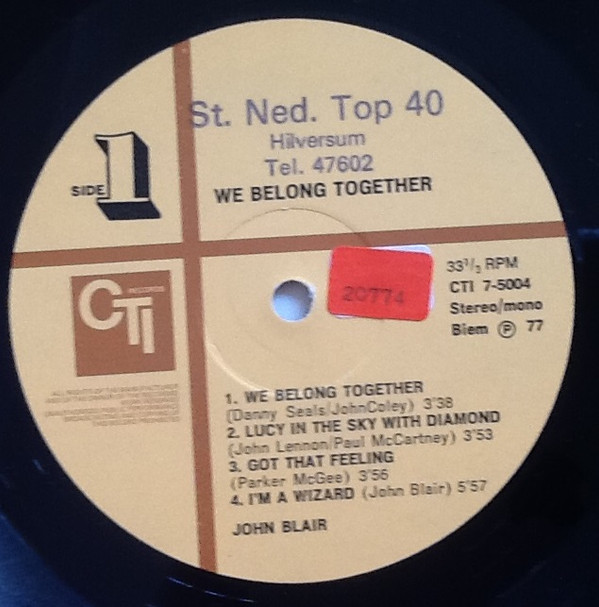 St. Ned. Top 40
Hilversum
Tel. 47602
WE BELONG TOGETHER
SIDE 1
20774
33⅓ RPM
CTI 7-5004
Stereo/mono
Biem Ⓟ 77
CTI
RECORDS
1. WE BELONG TOGETHER
(Danny Seals/JohnColey) 3'38
2. LUCY IN THE SKY WITH DIAMOND
(John Lennon/Paul McCartney) 3'53
3. GOT THAT FEELING
(Parker McGee) 3'56
4. I'M A WIZARD (John Blair) 5'57
JOHN BLAIR